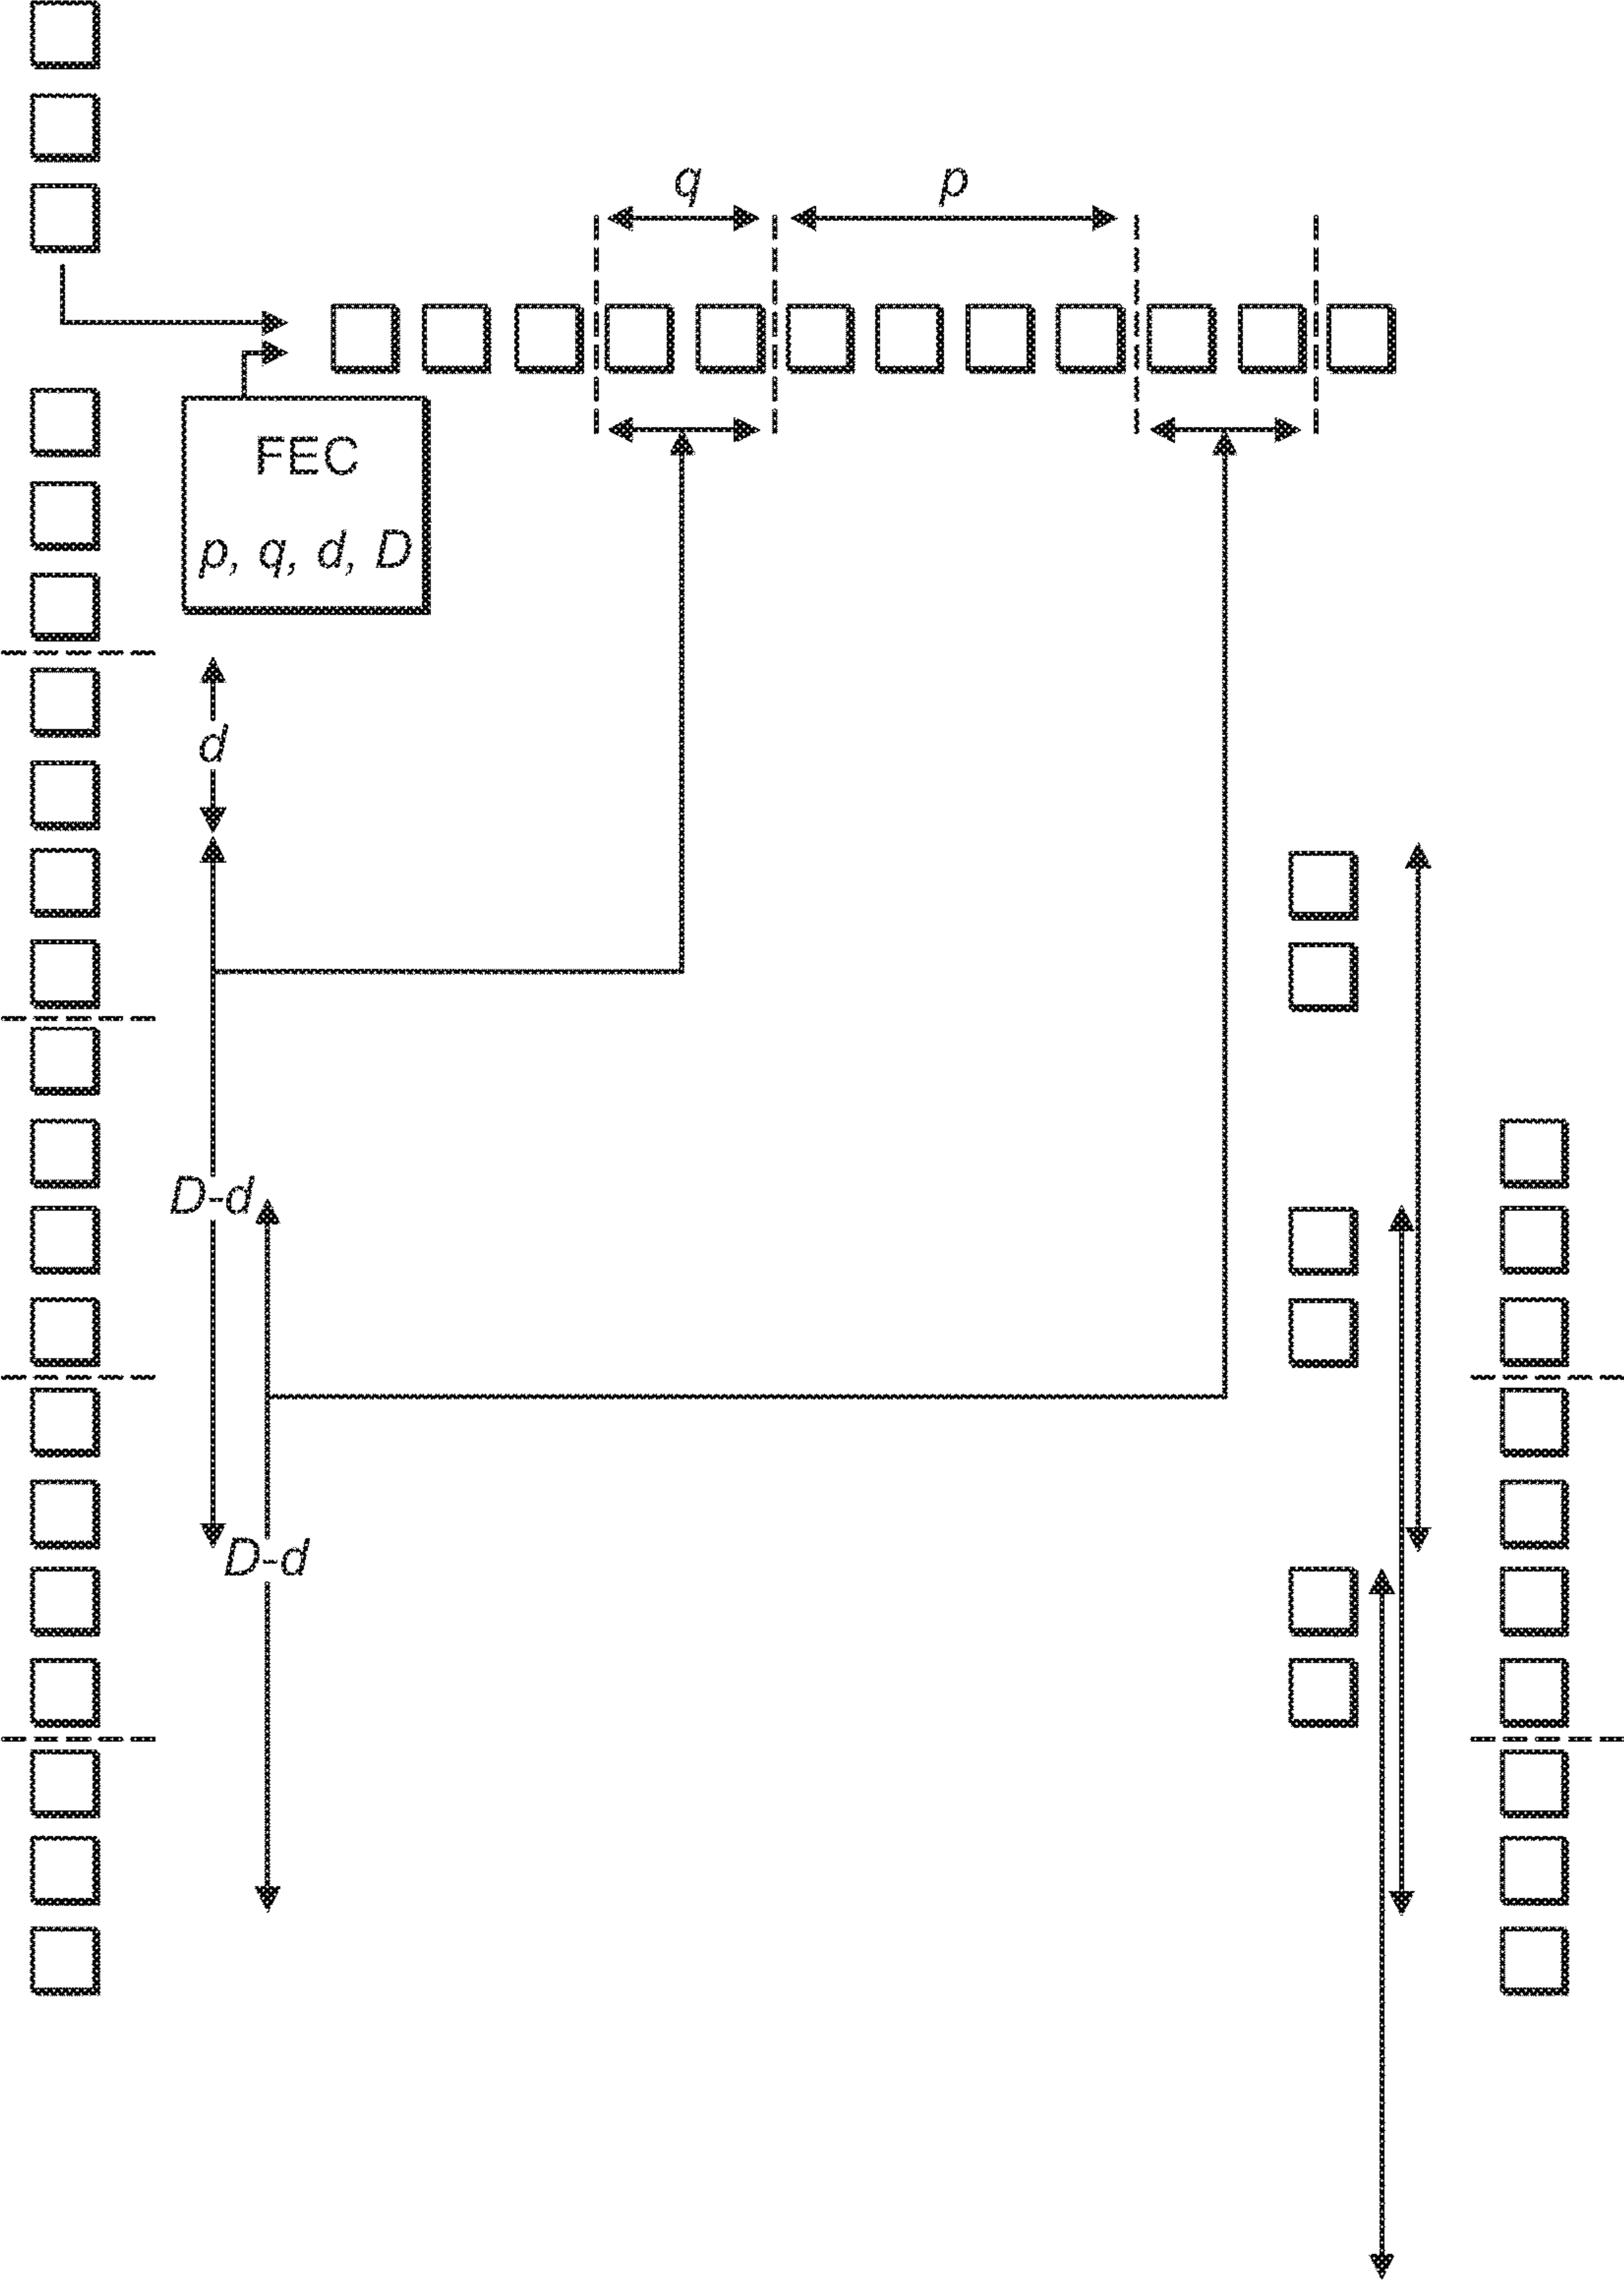 q
p
FEC
p, q, d, D
d
D-d
D-d